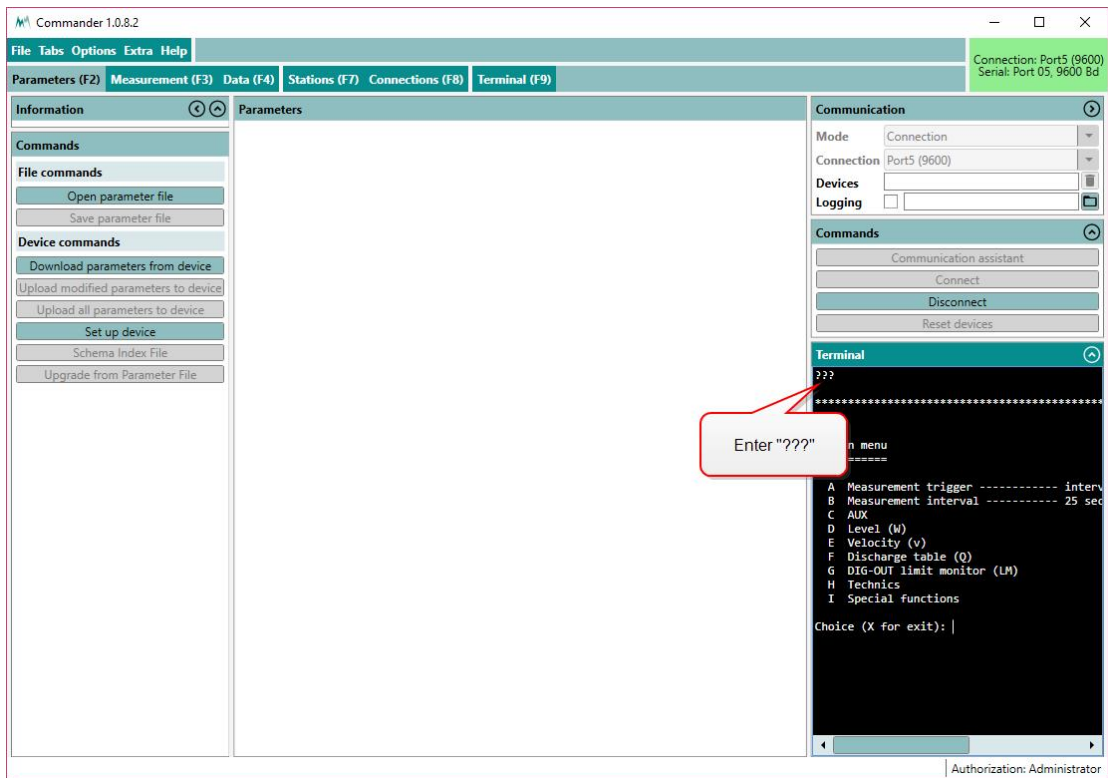 Commander 1.0.8.2
File Tabs Options Extra Help
Connection: Port5 (9600)
Serial: Port 05, 9600 Bd
Parameters (F2) Measurement (F3) Data (F4) Stations (F7) Connections (F8) Terminal (F9)
Information
Commands
File commands
Open parameter file
Save parameter file
Device commands
Download parameters from device
Upload modified parameters to device
Upload all parameters to device
Set up device
Schema Index File
Upgrade from Parameter File
Parameters
Communication
Mode Connection
Connection Port5 (9600)
Devices
Logging
Commands
Communication assistant
Connect
Disconnect
Reset devices
Terminal
???
********************************************
Enter "???"
n menu
======
A Measurement trigger ------------ interv
B Measurement interval ----------- 25 sec
C AUX
D Level (W)
E Velocity (v)
F Discharge table (Q)
G DIG-OUT limit monitor (LM)
H Technics
I Special functions
Choice (X for exit):
Authorization: Administrator